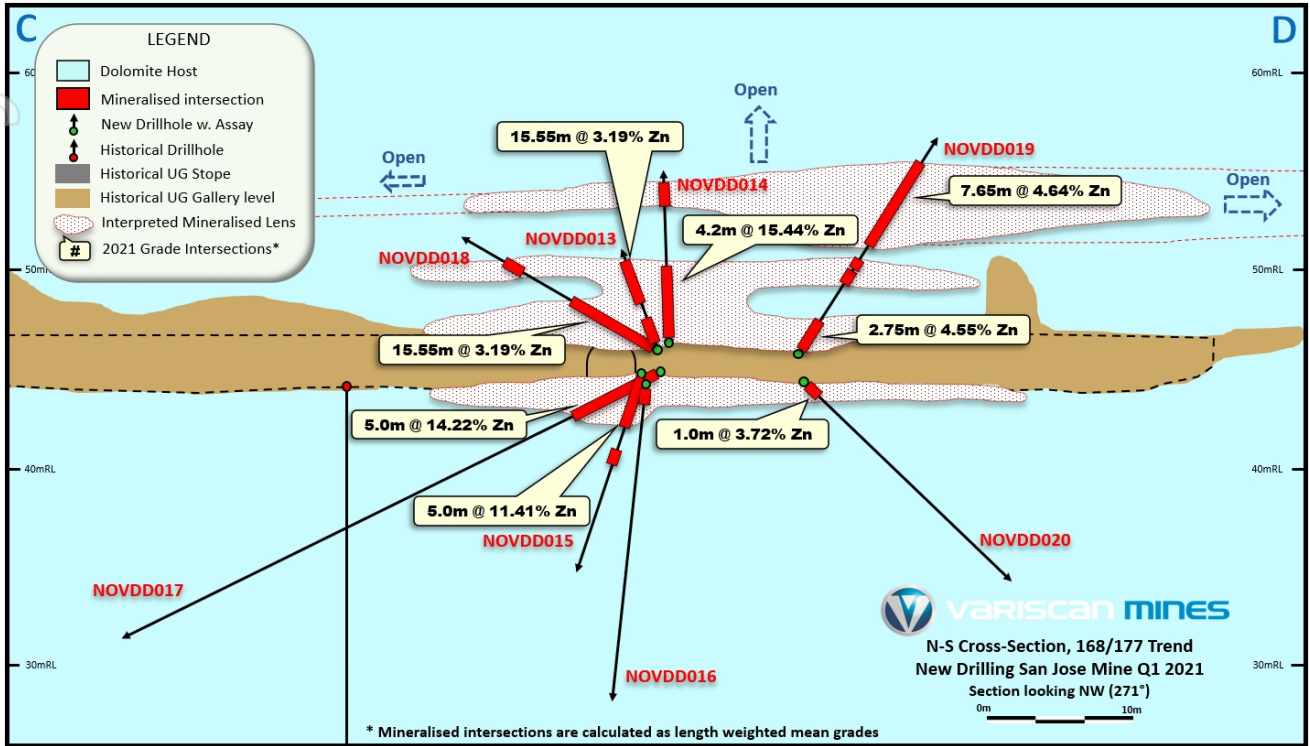 C
D
LEGEND
Dolomite Host
Mineralised intersection
New Drillhole w. Assay
Historical Drillhole
Historical UG Stope
Historical UG Gallery level
Interpreted Mineralised Lens
# 2021 Grade Intersections*
60mRL
Open
15.55m @ 3.19% Zn
NOVDD019
Open
NOVDD014
7.65m @ 4.64% Zn
Open
4.2m @ 15.44% Zn
NOVDD013
NOVDD018
50mRL
50mRL
2.75m @ 4.55% Zn
15.55m @ 3.19% Zn
5.0m @ 14.22% Zn
1.0m @ 3.72% Zn
40mRL
40mRL
5.0m @ 11.41% Zn
NOVDD015
NOVDD020
NOVDD017
VARISCAN MINES
N-S Cross-Section, 168/177 Trend
30mRL
30mRL
New Drilling San Jose Mine Q1 2021
NOVDD016
Section looking NW (271°)
0m
10m
* Mineralised intersections are calculated as length weighted mean grades